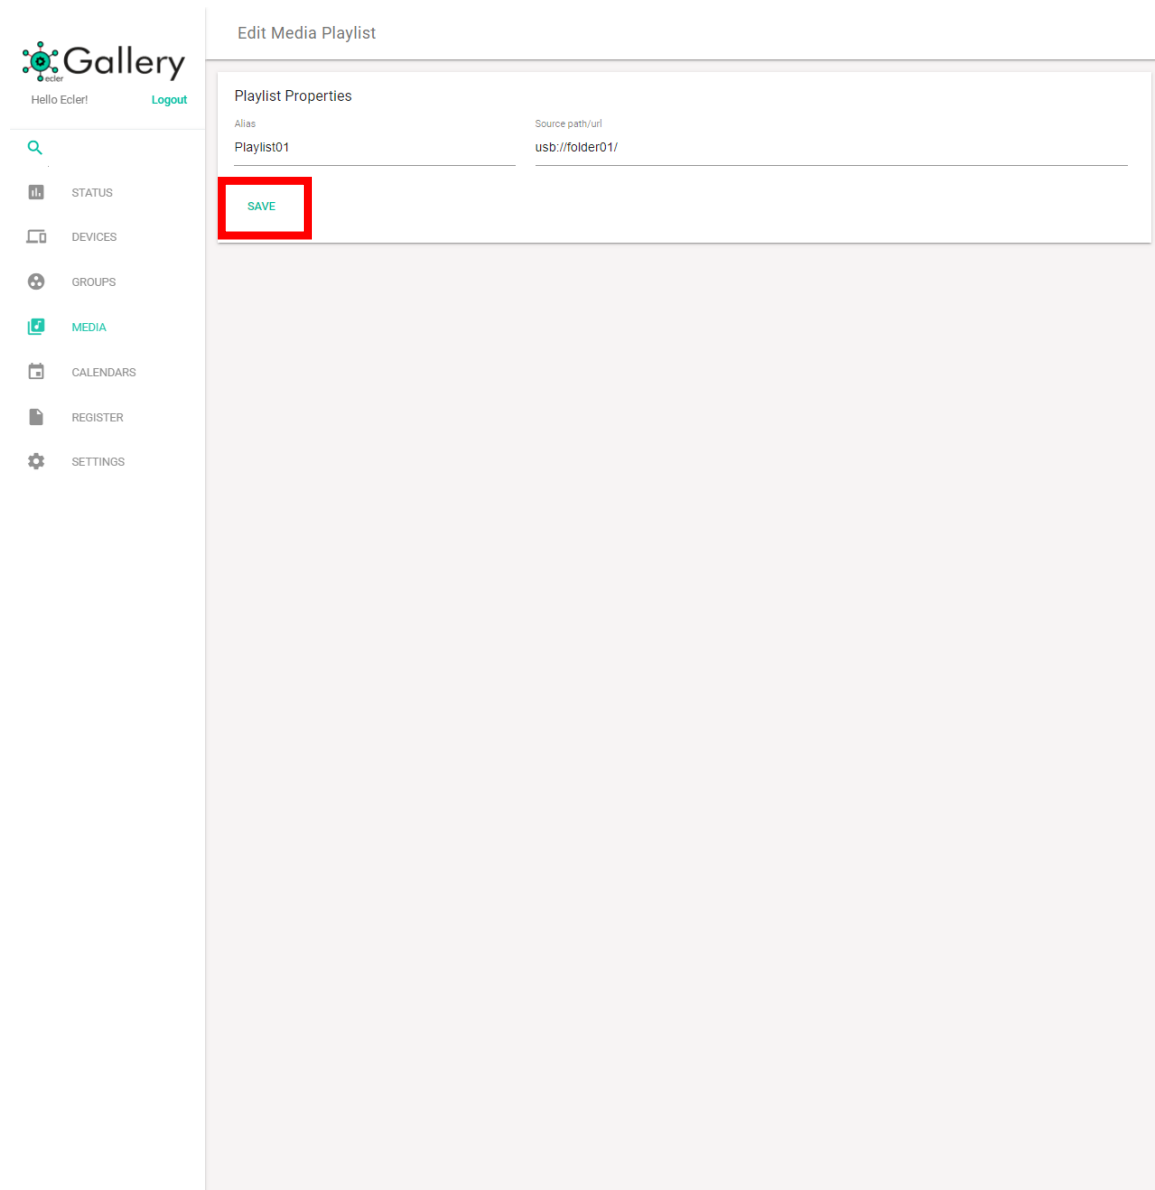 Edit Media Playlist
Gallery
ecler
Hello Ecler! Logout
Playlist Properties
Alias Source path/url
Playlist01 usb://folder01/
SAVE
STATUS
DEVICES
GROUPS
MEDIA
CALENDARS
REGISTER
SETTINGS